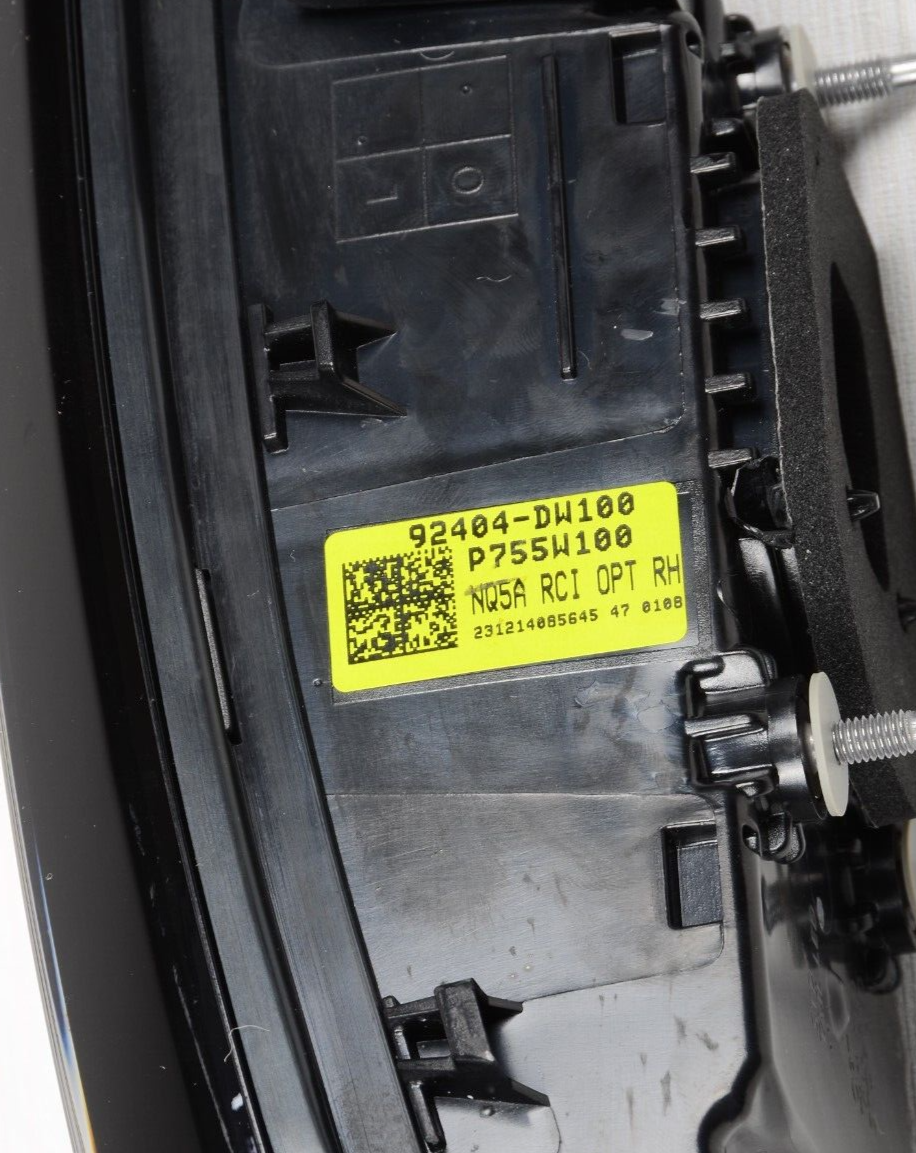 L O
92404-DW100
P755W100
NQ5A RCI OPT RH
231214085645 47 0108